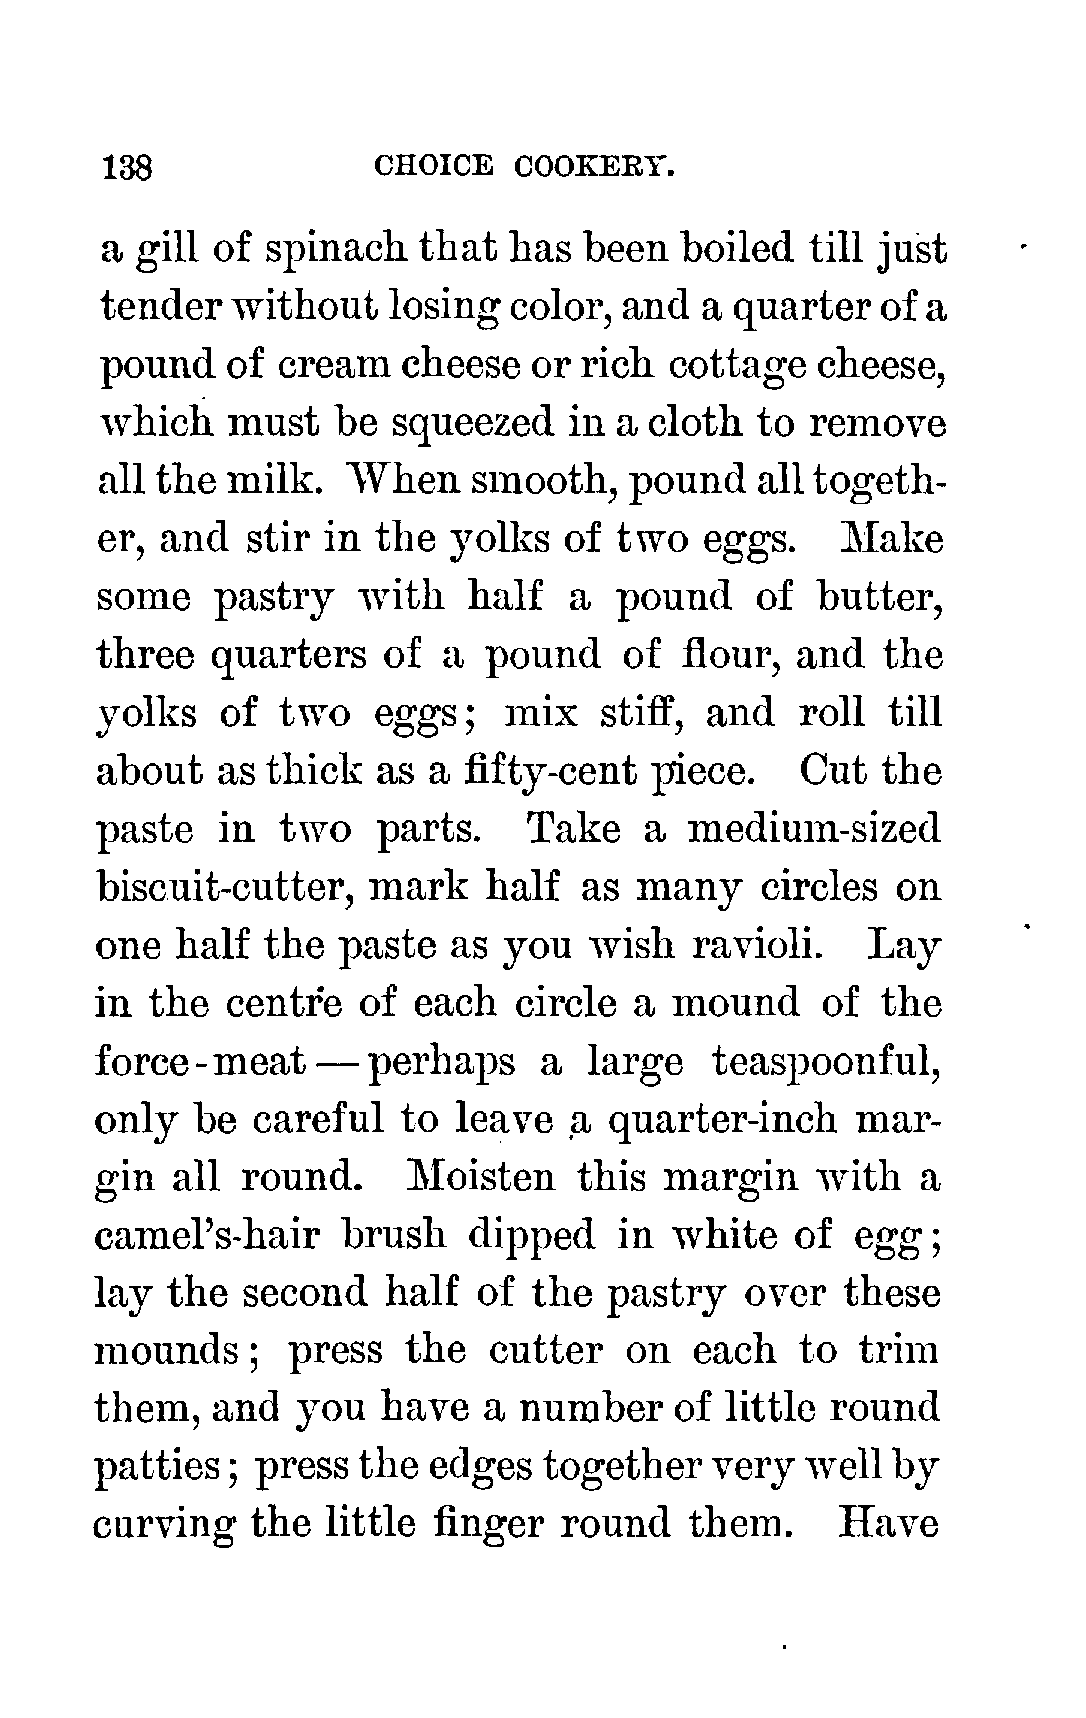 138 CHOICE COOKERY.
a gill of spinach that has been boiled till just
tender without losing color, and a quarter of a
pound of cream cheese or rich cottage cheese,
which must be squeezed in a cloth to remove
all the milk. When smooth, pound all togeth-
er, and stir in the yolks of two eggs. Make
some pastry with half a pound of butter,
three quarters of a pound of flour, and the
yolks of two eggs; mix stiff, and roll till
about as thick as a fifty-cent piece. Cut the
paste in two parts. Take a medium-sized
biscuit-cutter, mark half as many circles on
one half the paste as you wish ravioli. Lay
in the centre of each circle a mound of the
force-meat — perhaps a large teaspoonful,
only be careful to leave a quarter-inch mar-
gin all round. Moisten this margin with a
camel's-hair brush dipped in white of egg;
lay the second half of the pastry over these
mounds; press the cutter on each to trim
them, and you have a number of little round
patties; press the edges together very well by
curving the little finger round them. Have